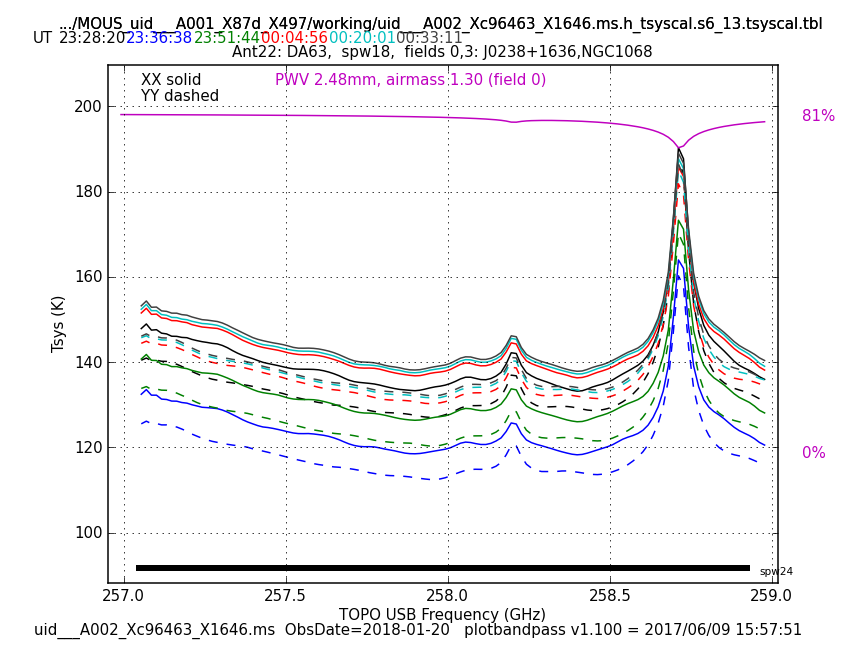 .../MOUS_uid___A001_X87d_X497/working/uid___A002_Xc96463_X1646.ms.h_tsyscal.s6_13.tsyscal.tbl
UT 23:28:20 23:36:38 23:51:44 00:04:56 00:20:01 00:33:11
Ant22: DA63, spw18, fields 0,3: J0238+1636,NGC1068
XX solid
PWV 2.48mm, airmass 1.30 (field 0)
YY dashed
200
180
160
140
120
100
81%
0%
Tsys (K)
spw24
257.0 257.5 258.0 258.5 259.0
TOPO USB Frequency (GHz)
uid___A002_Xc96463_X1646.ms ObsDate=2018-01-20 plotbandpass v1.100 = 2017/06/09 15:57:51